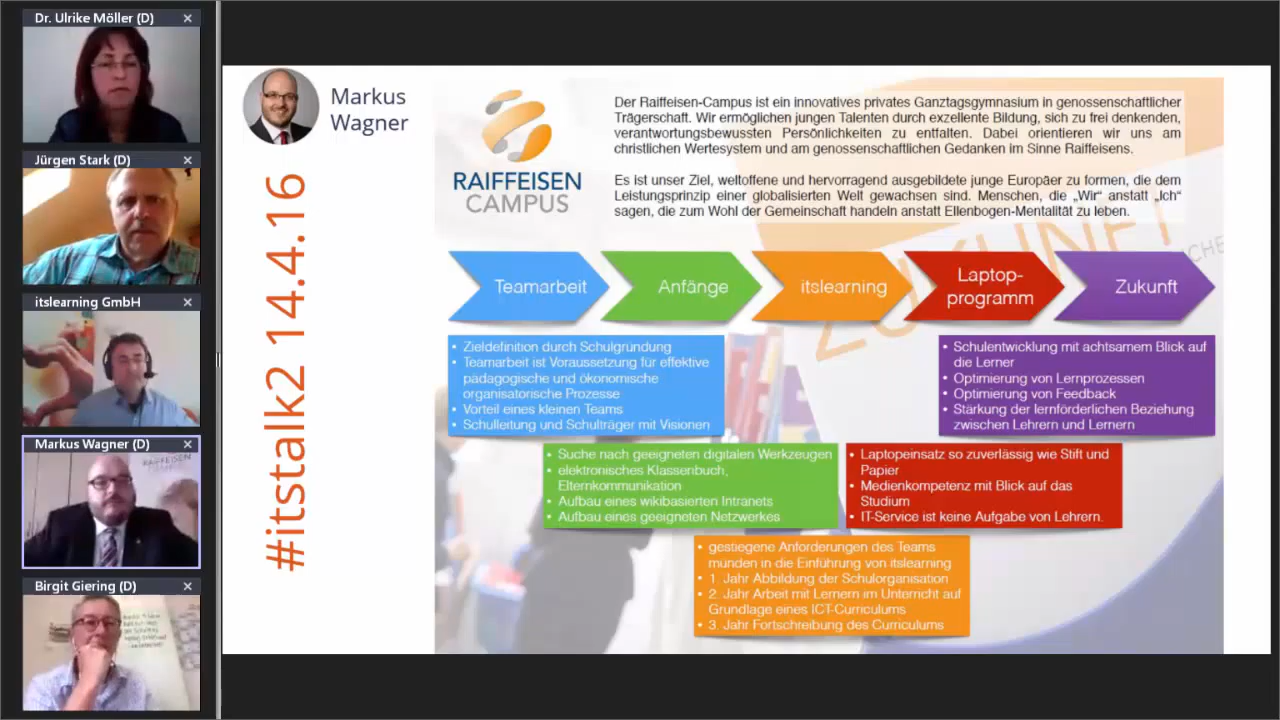 Dr. Ulrike Möller (D)
Jürgen Stark (D)
itslearning GmbH
Markus Wagner (D)
RAIFFEISEN
Birgit Giering (D)
Markus
Wagner
#itstalk2 14.4.16
RAIFFEISEN
CAMPUS
Der Raiffeisen-Campus ist ein innovatives privates Ganztagsgymnasium in genossenschaftlicher
Trägerschaft. Wir ermöglichen jungen Talenten durch exzellente Bildung, sich zu frei denkenden,
verantwortungsbewussten Persönlichkeiten zu entfalten. Dabei orientieren wir uns am
christlichen Wertesystem und am genossenschaftlichen Gedanken im Sinne Raiffeisens.
Es ist unser Ziel, weltoffene und hervorragend ausgebildete junge Europäer zu formen, die dem
Leistungsprinzip einer globalisierten Welt gewachsen sind. Menschen, die „Wir“ anstatt „Ich“
sagen, die zum Wohl der Gemeinschaft handeln anstatt Ellenbogen-Mentalität zu leben.
ZUKUNFT
Teamarbeit
Anfänge
itslearning
Laptop-
programm
Zukunft
• Zieldefinition durch Schulgründung
• Teamarbeit ist Voraussetzung für effektive
pädagogische und ökonomische
organisatorische Prozesse
• Vorteil eines kleinen Teams
• Schulleitung und Schulträger mit Visionen
• Schulentwicklung mit achtsamem Blick auf
die Lerner
• Optimierung von Lernprozessen
• Optimierung von Feedback
• Stärkung der lernförderlichen Beziehung
zwischen Lehrern und Lernern
• Suche nach geeigneten digitalen Werkzeugen
• elektronisches Klassenbuch,
Elternkommunikation
• Aufbau eines wikibasierten Intranets
• Aufbau eines geeigneten Netzwerkes
• Laptopeinsatz so zuverlässig wie Stift und
Papier
• Medienkompetenz mit Blick auf das
Studium
• IT-Service ist keine Aufgabe von Lehrern.
• gestiegene Anforderungen des Teams
münden in die Einführung von itslearning
• 1. Jahr Abbildung der Schulorganisation
• 2. Jahr Arbeit mit Lernern im Unterricht auf
Grundlage eines ICT-Curriculums
• 3. Jahr Fortschreibung des Curriculums